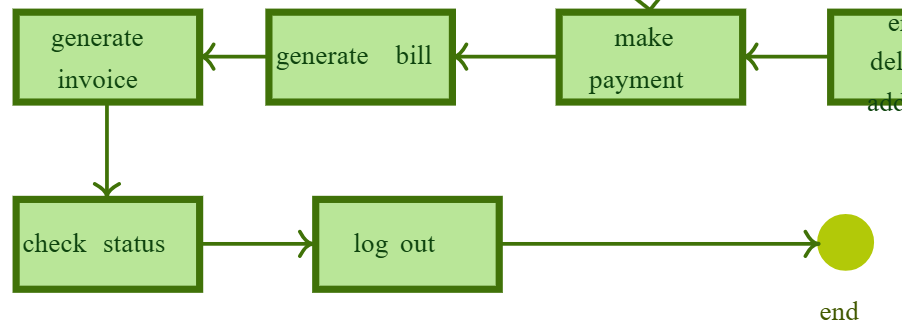 generate
invoice
generate bill
make
payment
check status
log out
end